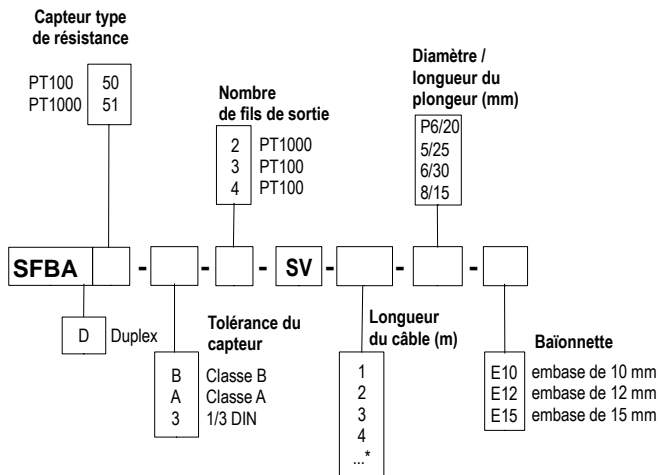 Capteur type
de résistance
PT100 50
PT1000 51
Nombre
de fils de sortie
2 PT1000
3 PT100
4 PT100
Diamètre /
longueur du
plongeur (mm)
P6/20
5/25
6/30
8/15
SFBA - - - SV - - -
D Duplex
Tolérance du
capteur
B Classe B
A Classe A
3 1/3 DIN
Longueur
du câble (m)
1
2
3
4
...*
Baïonnette
E10 embase de 10 mm
E12 embase de 12 mm
E15 embase de 15 mm